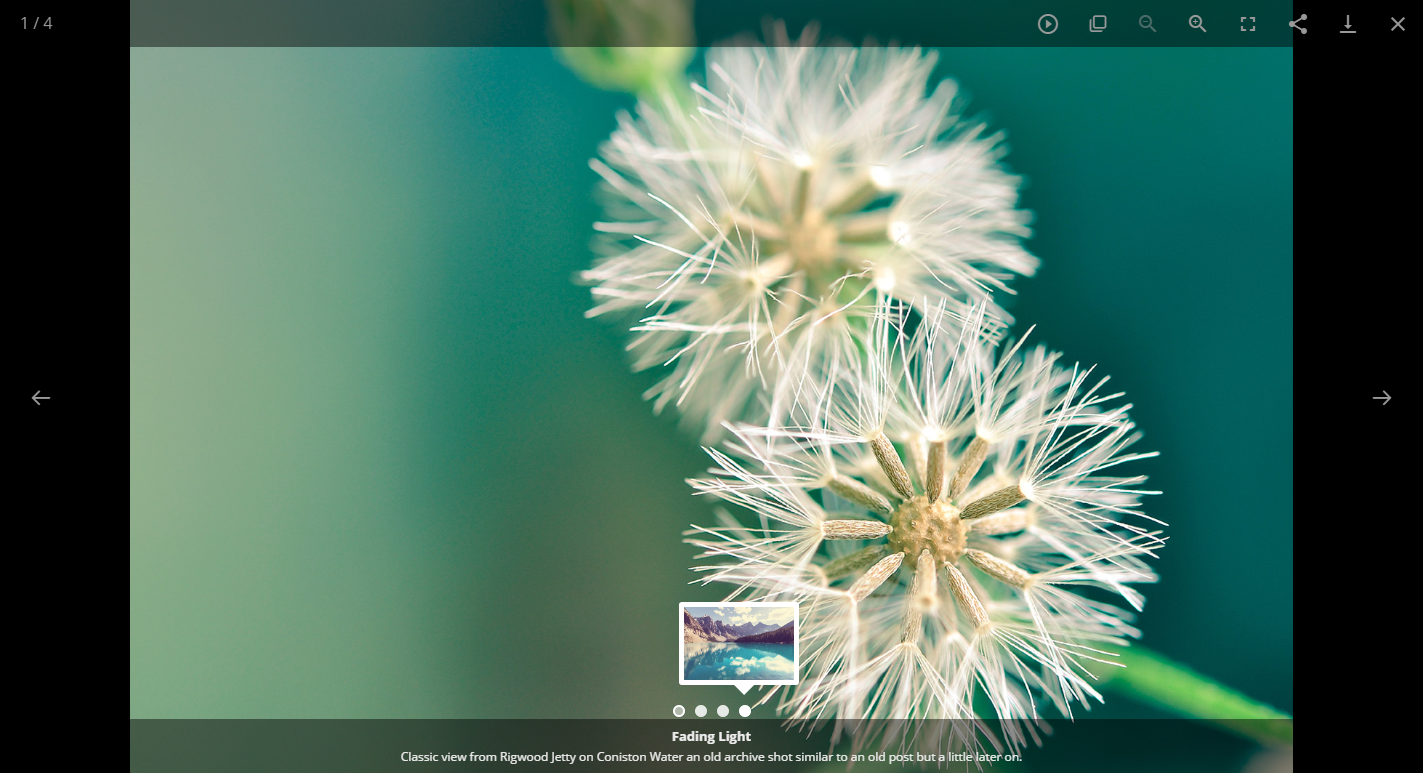 1 / 4
Fading Light
Classic view from Rigwood Jetty on Coniston Water an old archive shot similar to an old post but a little later on.